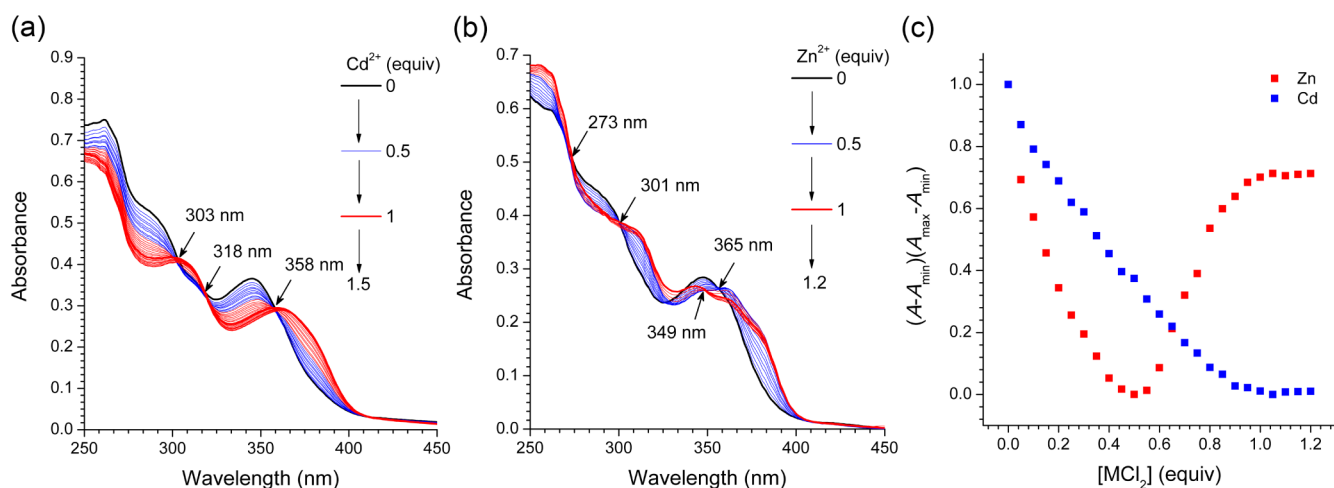 (a)
Absorbance
0.9
0.8
0.7
0.6
0.5
0.4
0.3
0.2
0.1
0.0
Cd²⁺ (equiv)
0
0.5
1
1.5
303 nm
318 nm
358 nm
250 300 350 400 450
Wavelength (nm)
(b)
Absorbance
0.7
0.6
0.5
0.4
0.3
0.2
0.1
0.0
Zn²⁺ (equiv)
0
0.5
1
1.2
273 nm
301 nm
365 nm
349 nm
250 300 350 400 450
Wavelength (nm)
(c)
(A-Aₘᵢₙ)(Aₘₐₓ-Aₘᵢₙ)
1.0
0.8
0.6
0.4
0.2
0.0
Zn
Cd
0.0 0.2 0.4 0.6 0.8 1.0 1.2
[MCl₂] (equiv)